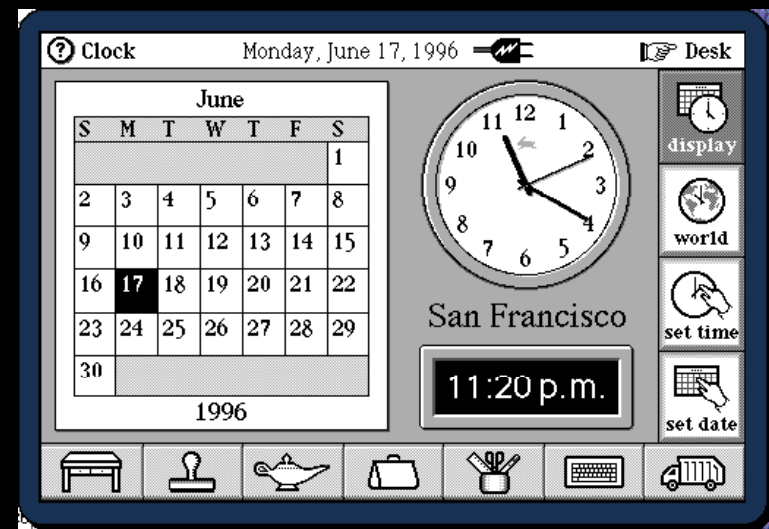 ? Clock Monday, June 17, 1996 Desk
June
S M T W T F S
1
2 3 4 5 6 7 8
9 10 11 12 13 14 15
16 17 18 19 20 21 22
23 24 25 26 27 28 29
30
1996
11 12 1
10 2
9 3
8 4
7 6 5
San Francisco
11:20 p.m.
display
world
set time
set date